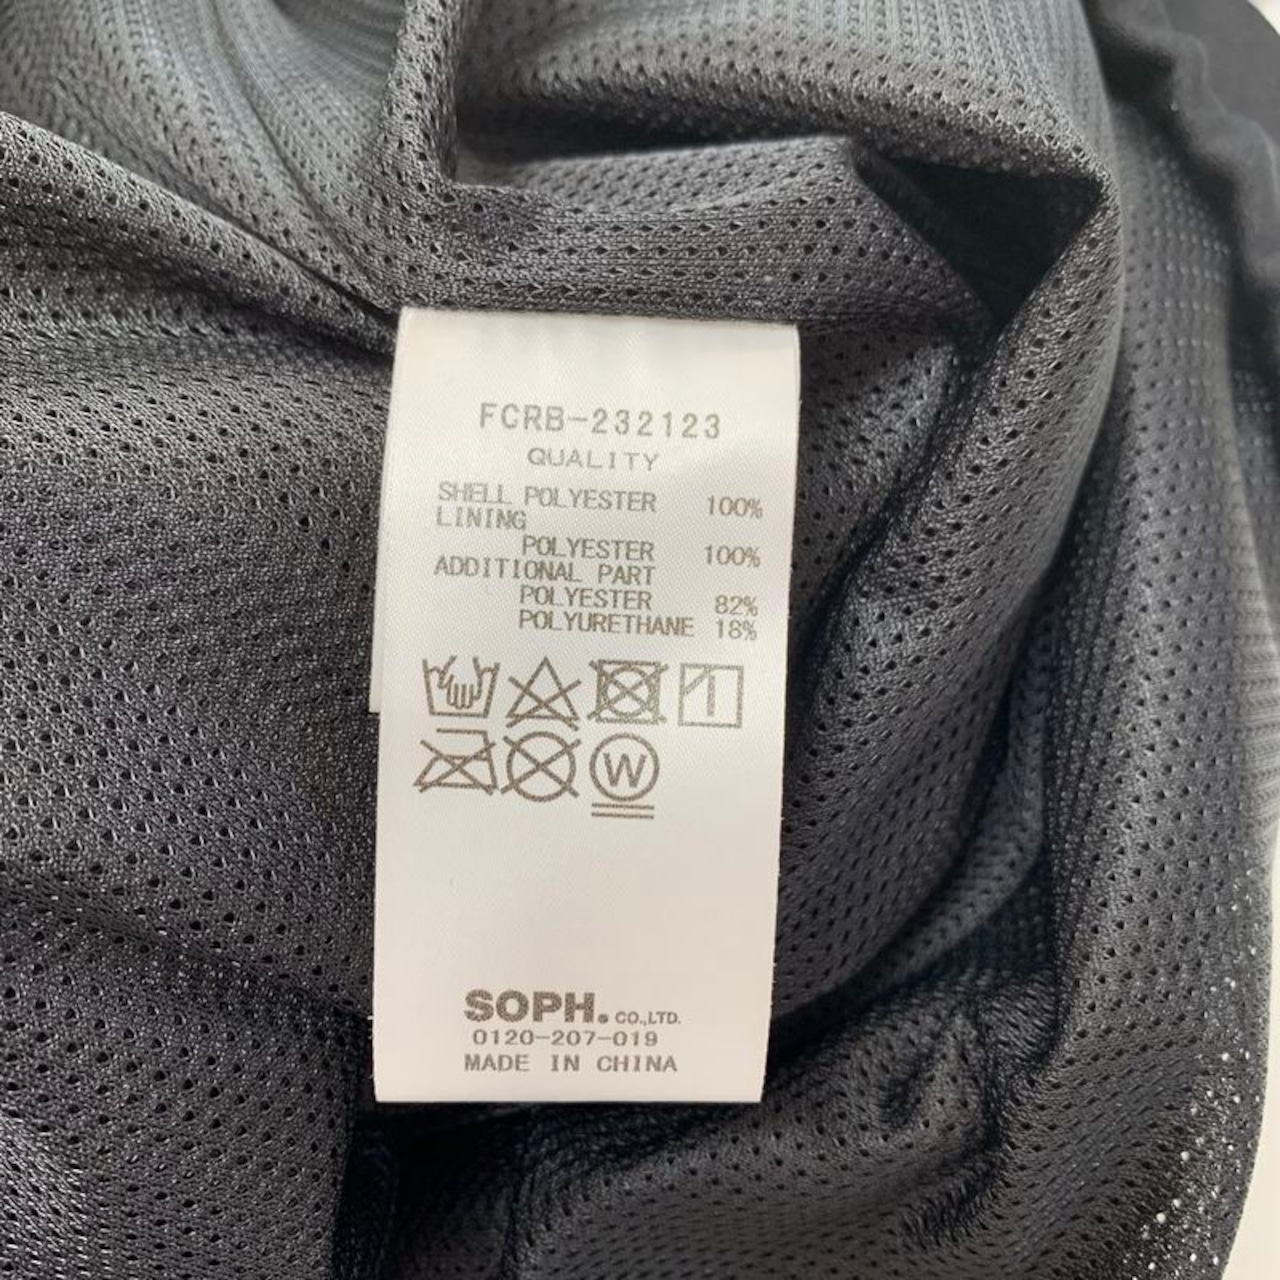 FCRB-232123
QUALITY
SHELL POLYESTER 100%
LINING
POLYESTER 100%
ADDITIONAL PART
POLYESTER 82%
POLYURETHANE 18%
W
SOPH. CO.,LTD.
0120-207-019
MADE IN CHINA